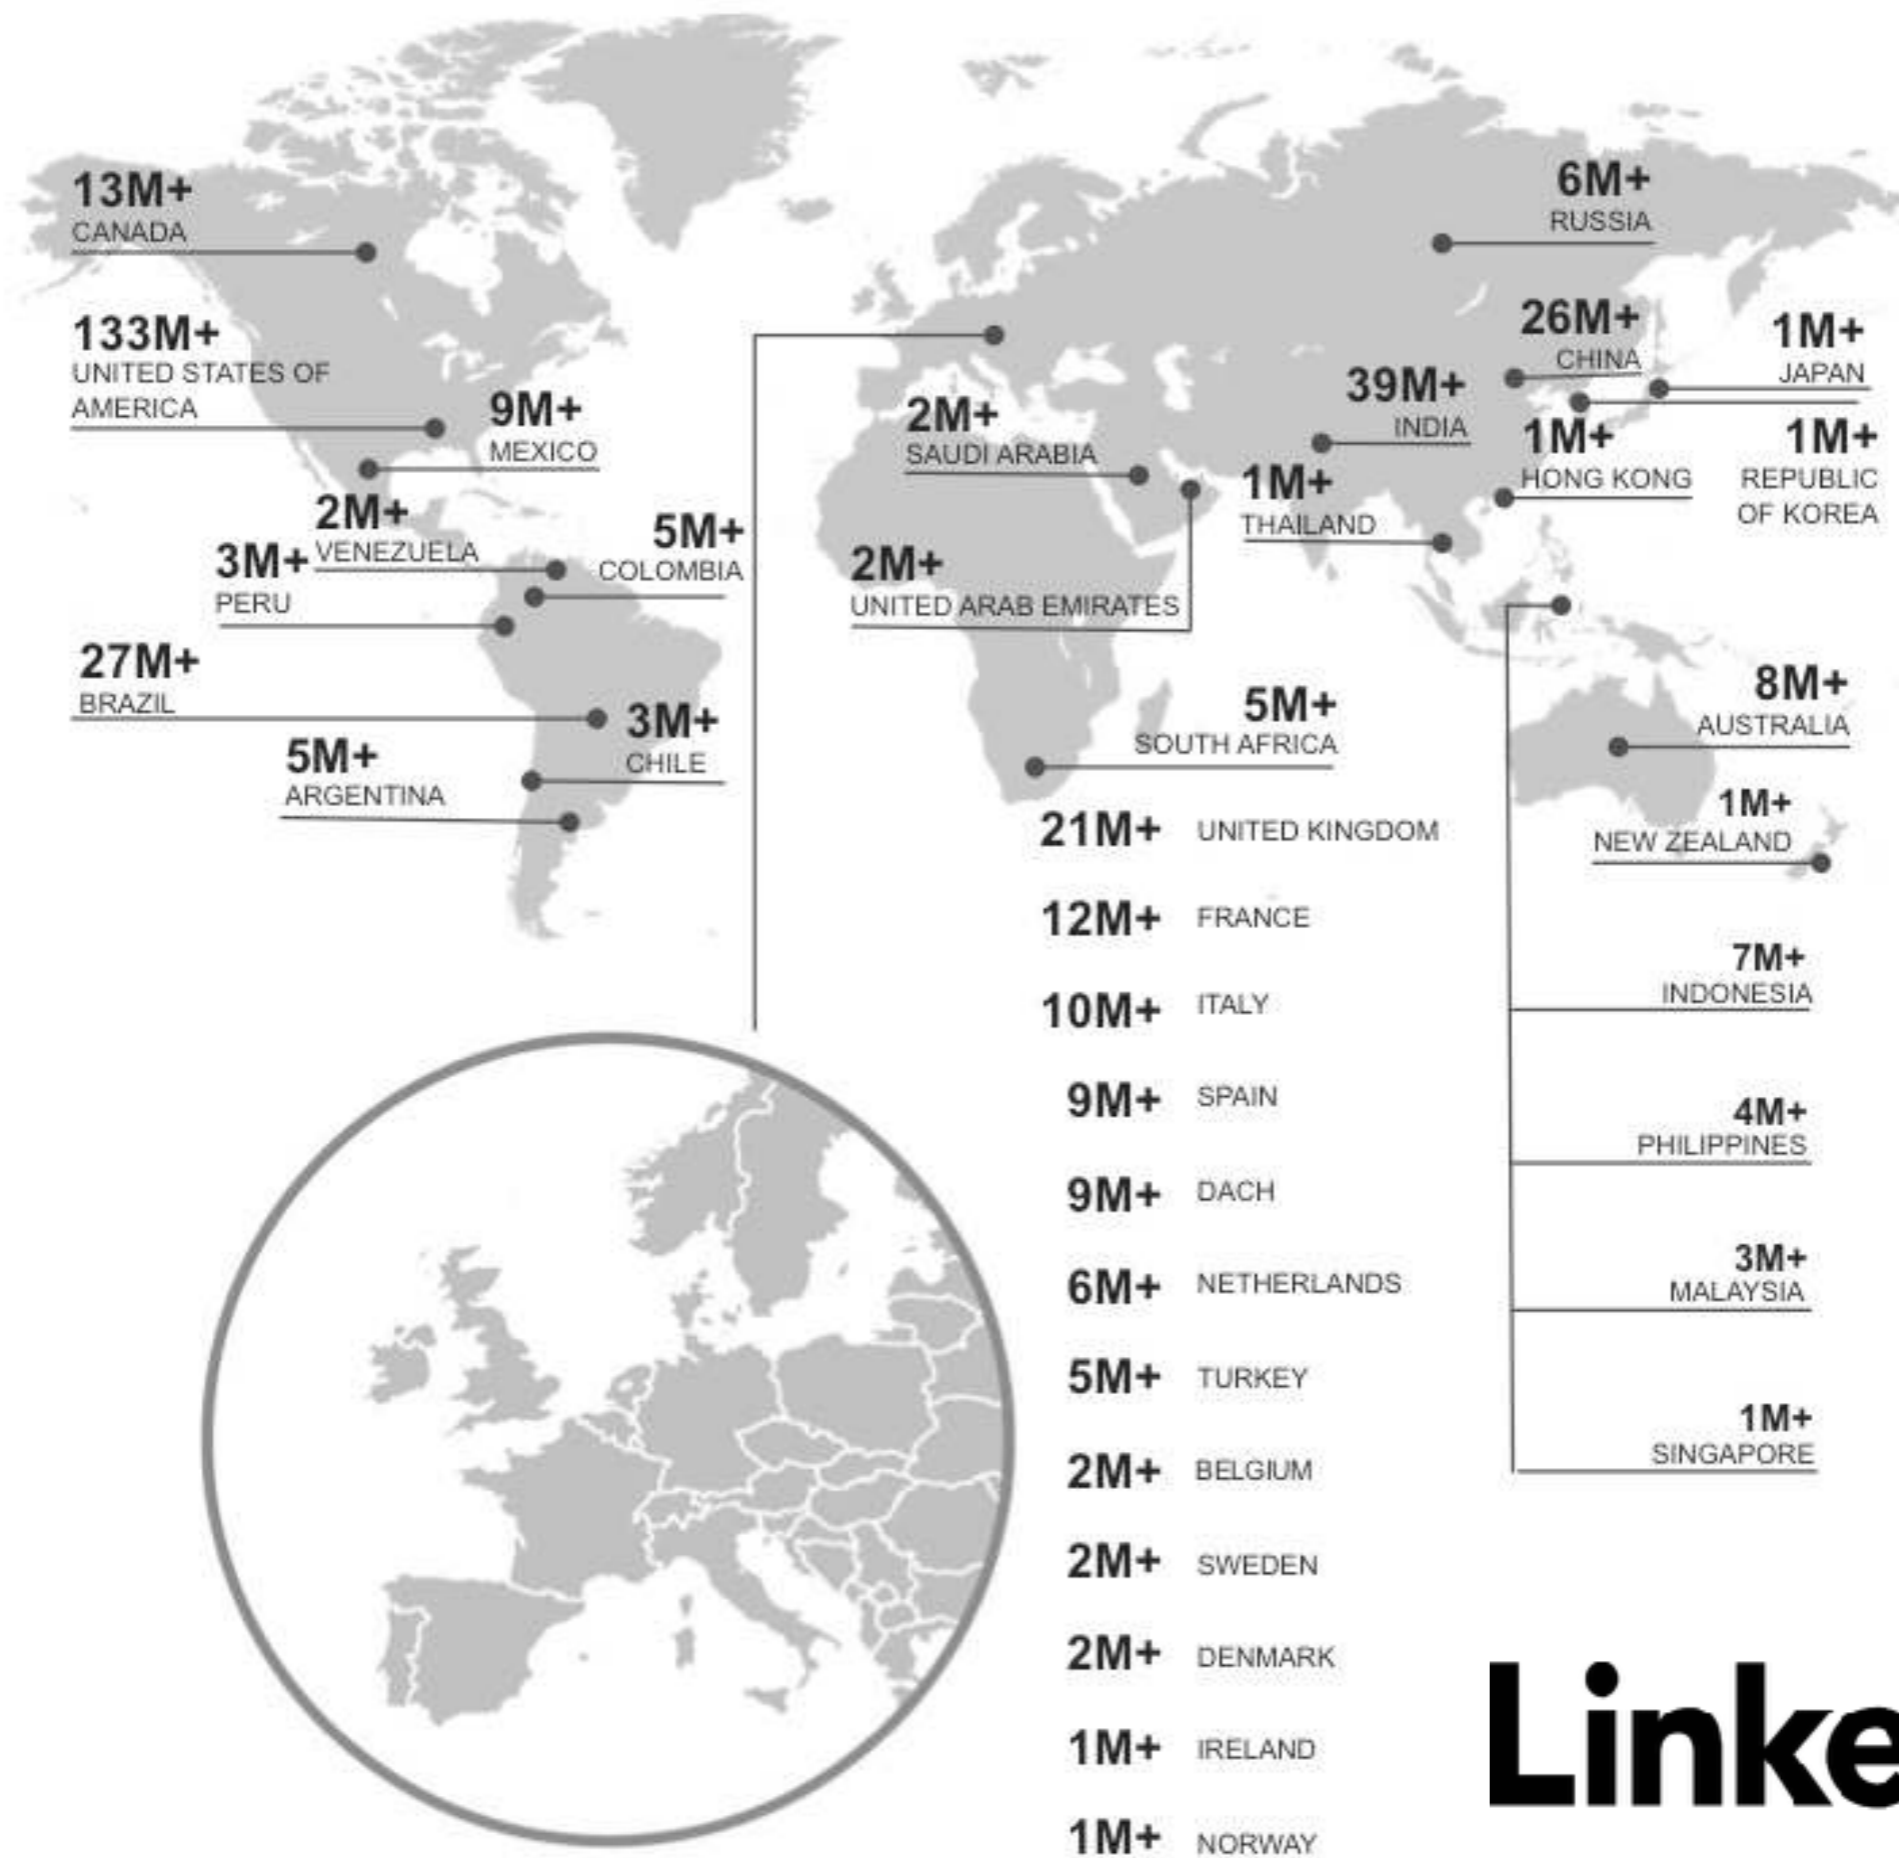 13M+
CANADA
133M+
UNITED STATES OF
AMERICA
9M+
MEXICO
2M+
VENEZUELA
5M+
COLOMBIA
3M+
PERU
27M+
BRAZIL
3M+
CHILE
5M+
ARGENTINA
6M+
RUSSIA
26M+
CHINA
1M+
JAPAN
39M+
INDIA
2M+
SAUDI ARABIA
1M+
HONG KONG
1M+
REPUBLIC
OF KOREA
1M+
THAILAND
2M+
UNITED ARAB EMIRATES
5M+
SOUTH AFRICA
8M+
AUSTRALIA
1M+
NEW ZEALAND
21M+ UNITED KINGDOM
12M+ FRANCE
10M+ ITALY
9M+ SPAIN
9M+ DACH
6M+ NETHERLANDS
5M+ TURKEY
2M+ BELGIUM
2M+ SWEDEN
2M+ DENMARK
1M+ IRELAND
1M+ NORWAY
7M+
INDONESIA
4M+
PHILIPPINES
3M+
MALAYSIA
1M+
SINGAPORE
Linke